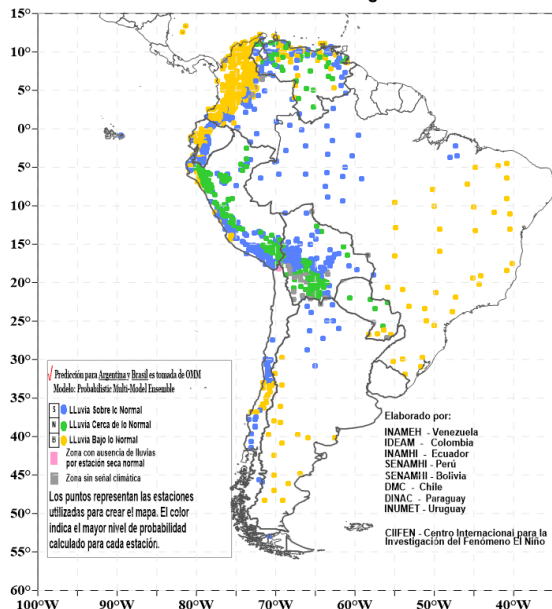 15°
10°
5°
0°
5°
10°
15°
20°
25°
30°
35°
40°
45°
50°
55°
60°
100°W
90°W
80°W
70°W
60°W
50°W
40°W
Predicción para Argentina y Brasil es tomanda de OMM
Modelo: Probabilistic Multi-Model Ensemble
S LLuvia Sobre lo Normal
N LLuvia Cerca de lo Normal
B LLuvia Bajo lo Normal
Zona con ausencia de lluvias
por estación seca normal
Zona sin señal climática
Los puntos representan las estaciones
utilizadas para crear el mapa. El color
indica el mayor nivel de probabilidad
calculado para cada estación.
Elaborado por:
INAMEH - Venezuela
IDEAM - Colombia
INAMHI - Ecuador
SENAMHI - Perú
SENAMHI - Bolivia
DMC - Chile
DINAC - Paraguay
INUMET - Uruguay
CIIFEN - Centro Internacional para la
Investigación del Fenómeno El Niño